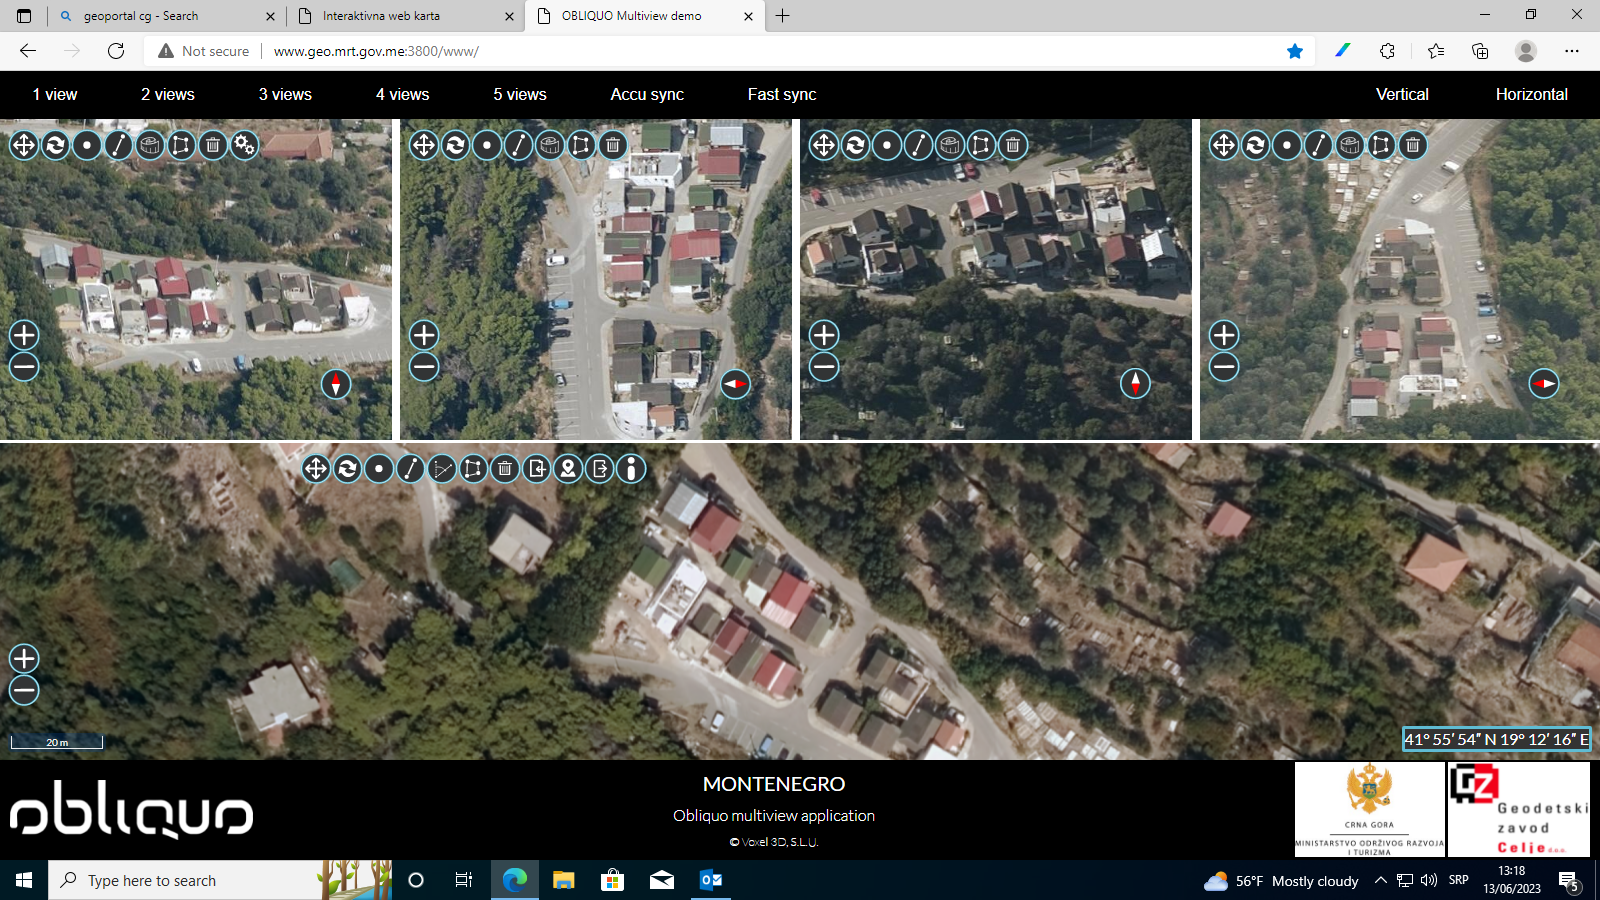 geoportal cg - Search
Interaktivna web karta
OBLIQUO Multiview demo
Not secure
www.geo.mrt.gov.me:3800/www/
1 view
2 views
3 views
4 views
5 views
Accu sync
Fast sync
Vertical
Horizontal
20 m
41° 55′ 54″ N 19° 12′ 16″ E
obliquo
MONTENEGRO
Obliquo multiview application
© Voxel 3D, S.L.U.
CRNA GORA
MINISTARSTVO ODRŽIVOG RAZVOJA
I TURIZMA
GZ
Geodetski
zavod
Celje d.o.o.
Type here to search
56°F Mostly cloudy
SRP
13:18
13/06/2023
5